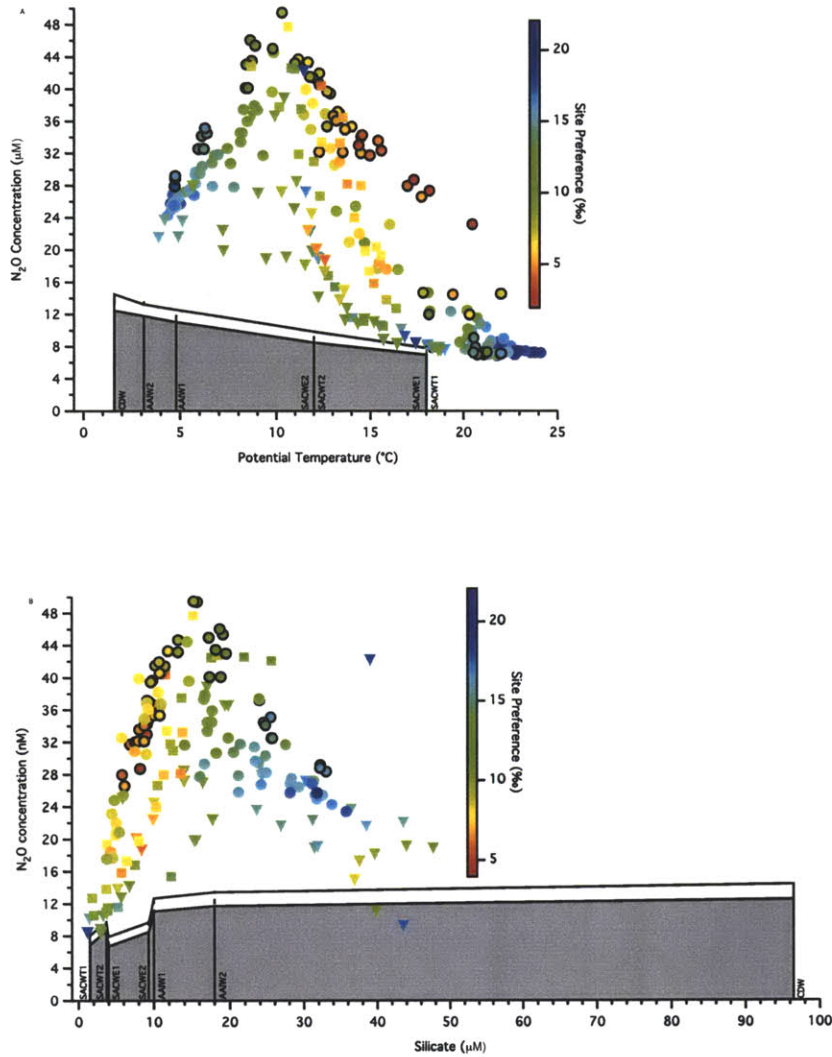 A
48
44
40
36
32
28
24
20
16
12
8
4
0
N₂O Concentration (μM)
CDW
AAIW2
AAIW1
SACWE2
SACWT2
SACWE1
SACWT1
0 5 10 15 20 25
Potential Temperature (°C)
20
15
10
5
Site Preference (‰)
B
48
44
40
36
32
28
24
20
16
12
8
4
0
N₂O concentration (nM)
SACWT1
SACWT2
SACWE1
SACWE2
AAIW1
AAIW2
CDW
0 10 20 30 40 50 60 70 80 90 100
Silicate (μM)
20
15
10
5
Site Preference (‰)